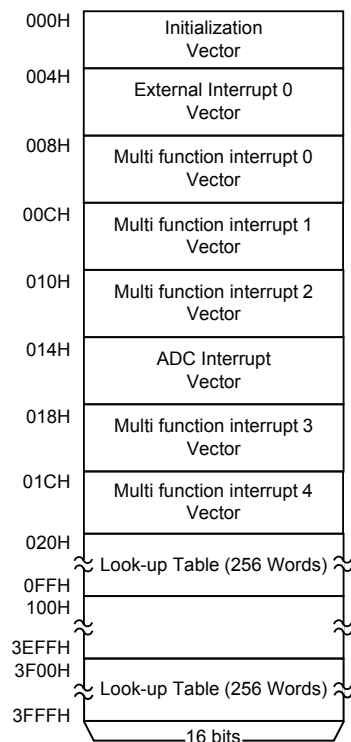 000H
Initialization
Vector
004H
External Interrupt 0
Vector
008H
Multi function interrupt 0
Vector
00CH
Multi function interrupt 1
Vector
010H
Multi function interrupt 2
Vector
014H
ADC Interrupt
Vector
018H
Multi function interrupt 3
Vector
01CH
Multi function interrupt 4
Vector
020H
Look-up Table (256 Words)
0FFH
100H
3EFFH
3F00H
Look-up Table (256 Words)
3FFFH
16 bits